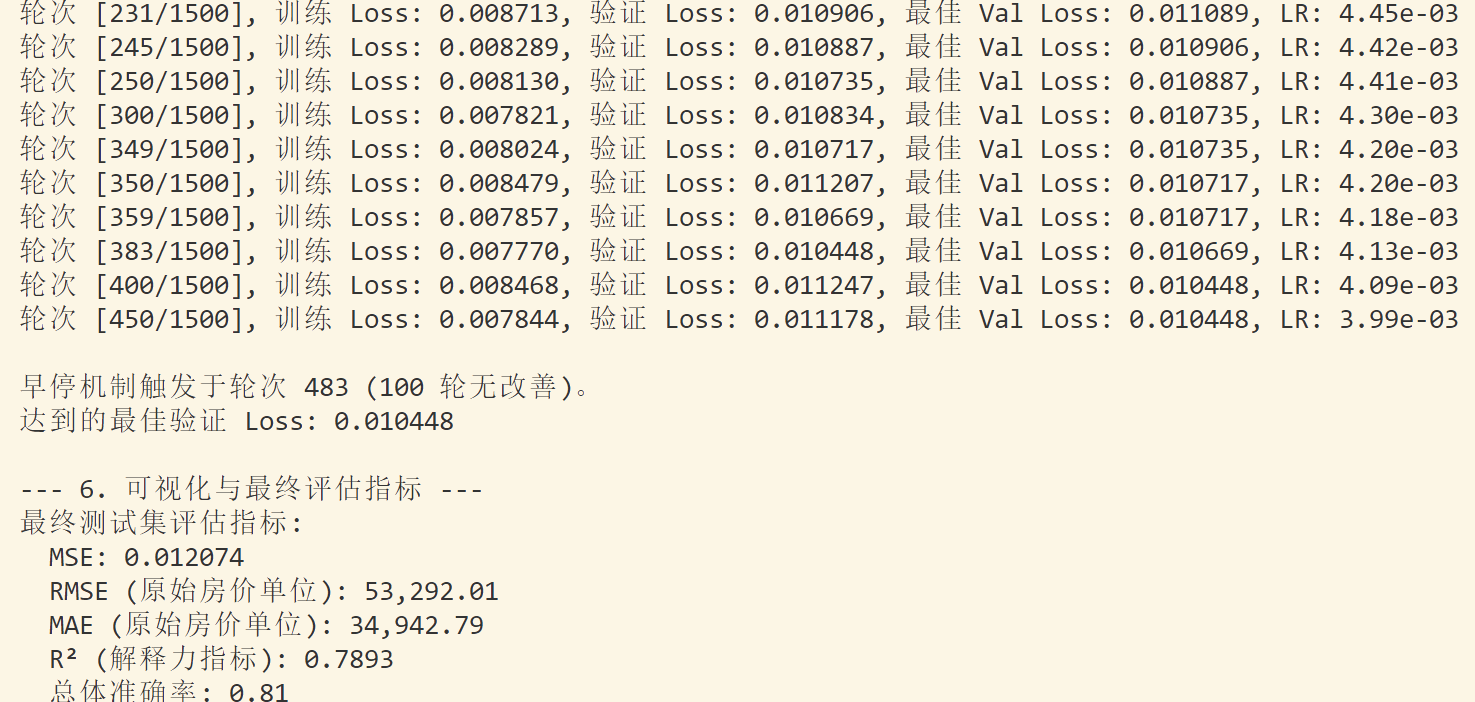 轮次 [231/1500], 训练 Loss: 0.008713, 验证 Loss: 0.010906, 最佳 Val Loss: 0.011089, LR: 4.45e-03
轮次 [245/1500], 训练 Loss: 0.008289, 验证 Loss: 0.010887, 最佳 Val Loss: 0.010906, LR: 4.42e-03
轮次 [250/1500], 训练 Loss: 0.008130, 验证 Loss: 0.010735, 最佳 Val Loss: 0.010887, LR: 4.41e-03
轮次 [300/1500], 训练 Loss: 0.007821, 验证 Loss: 0.010834, 最佳 Val Loss: 0.010735, LR: 4.30e-03
轮次 [349/1500], 训练 Loss: 0.008024, 验证 Loss: 0.010717, 最佳 Val Loss: 0.010735, LR: 4.20e-03
轮次 [350/1500], 训练 Loss: 0.008479, 验证 Loss: 0.011207, 最佳 Val Loss: 0.010717, LR: 4.20e-03
轮次 [359/1500], 训练 Loss: 0.007857, 验证 Loss: 0.010669, 最佳 Val Loss: 0.010717, LR: 4.18e-03
轮次 [383/1500], 训练 Loss: 0.007770, 验证 Loss: 0.010448, 最佳 Val Loss: 0.010669, LR: 4.13e-03
轮次 [400/1500], 训练 Loss: 0.008468, 验证 Loss: 0.011247, 最佳 Val Loss: 0.010448, LR: 4.09e-03
轮次 [450/1500], 训练 Loss: 0.007844, 验证 Loss: 0.011178, 最佳 Val Loss: 0.010448, LR: 3.99e-03
早停机制触发于轮次 483 (100 轮无改善)。
达到的最佳验证 Loss: 0.010448
--- 6. 可视化与最终评估指标 ---
最终测试集评估指标:
MSE: 0.012074
RMSE (原始房价单位): 53,292.01
MAE (原始房价单位): 34,942.79
R² (解释力指标): 0.7893
总体准确率: 0.81